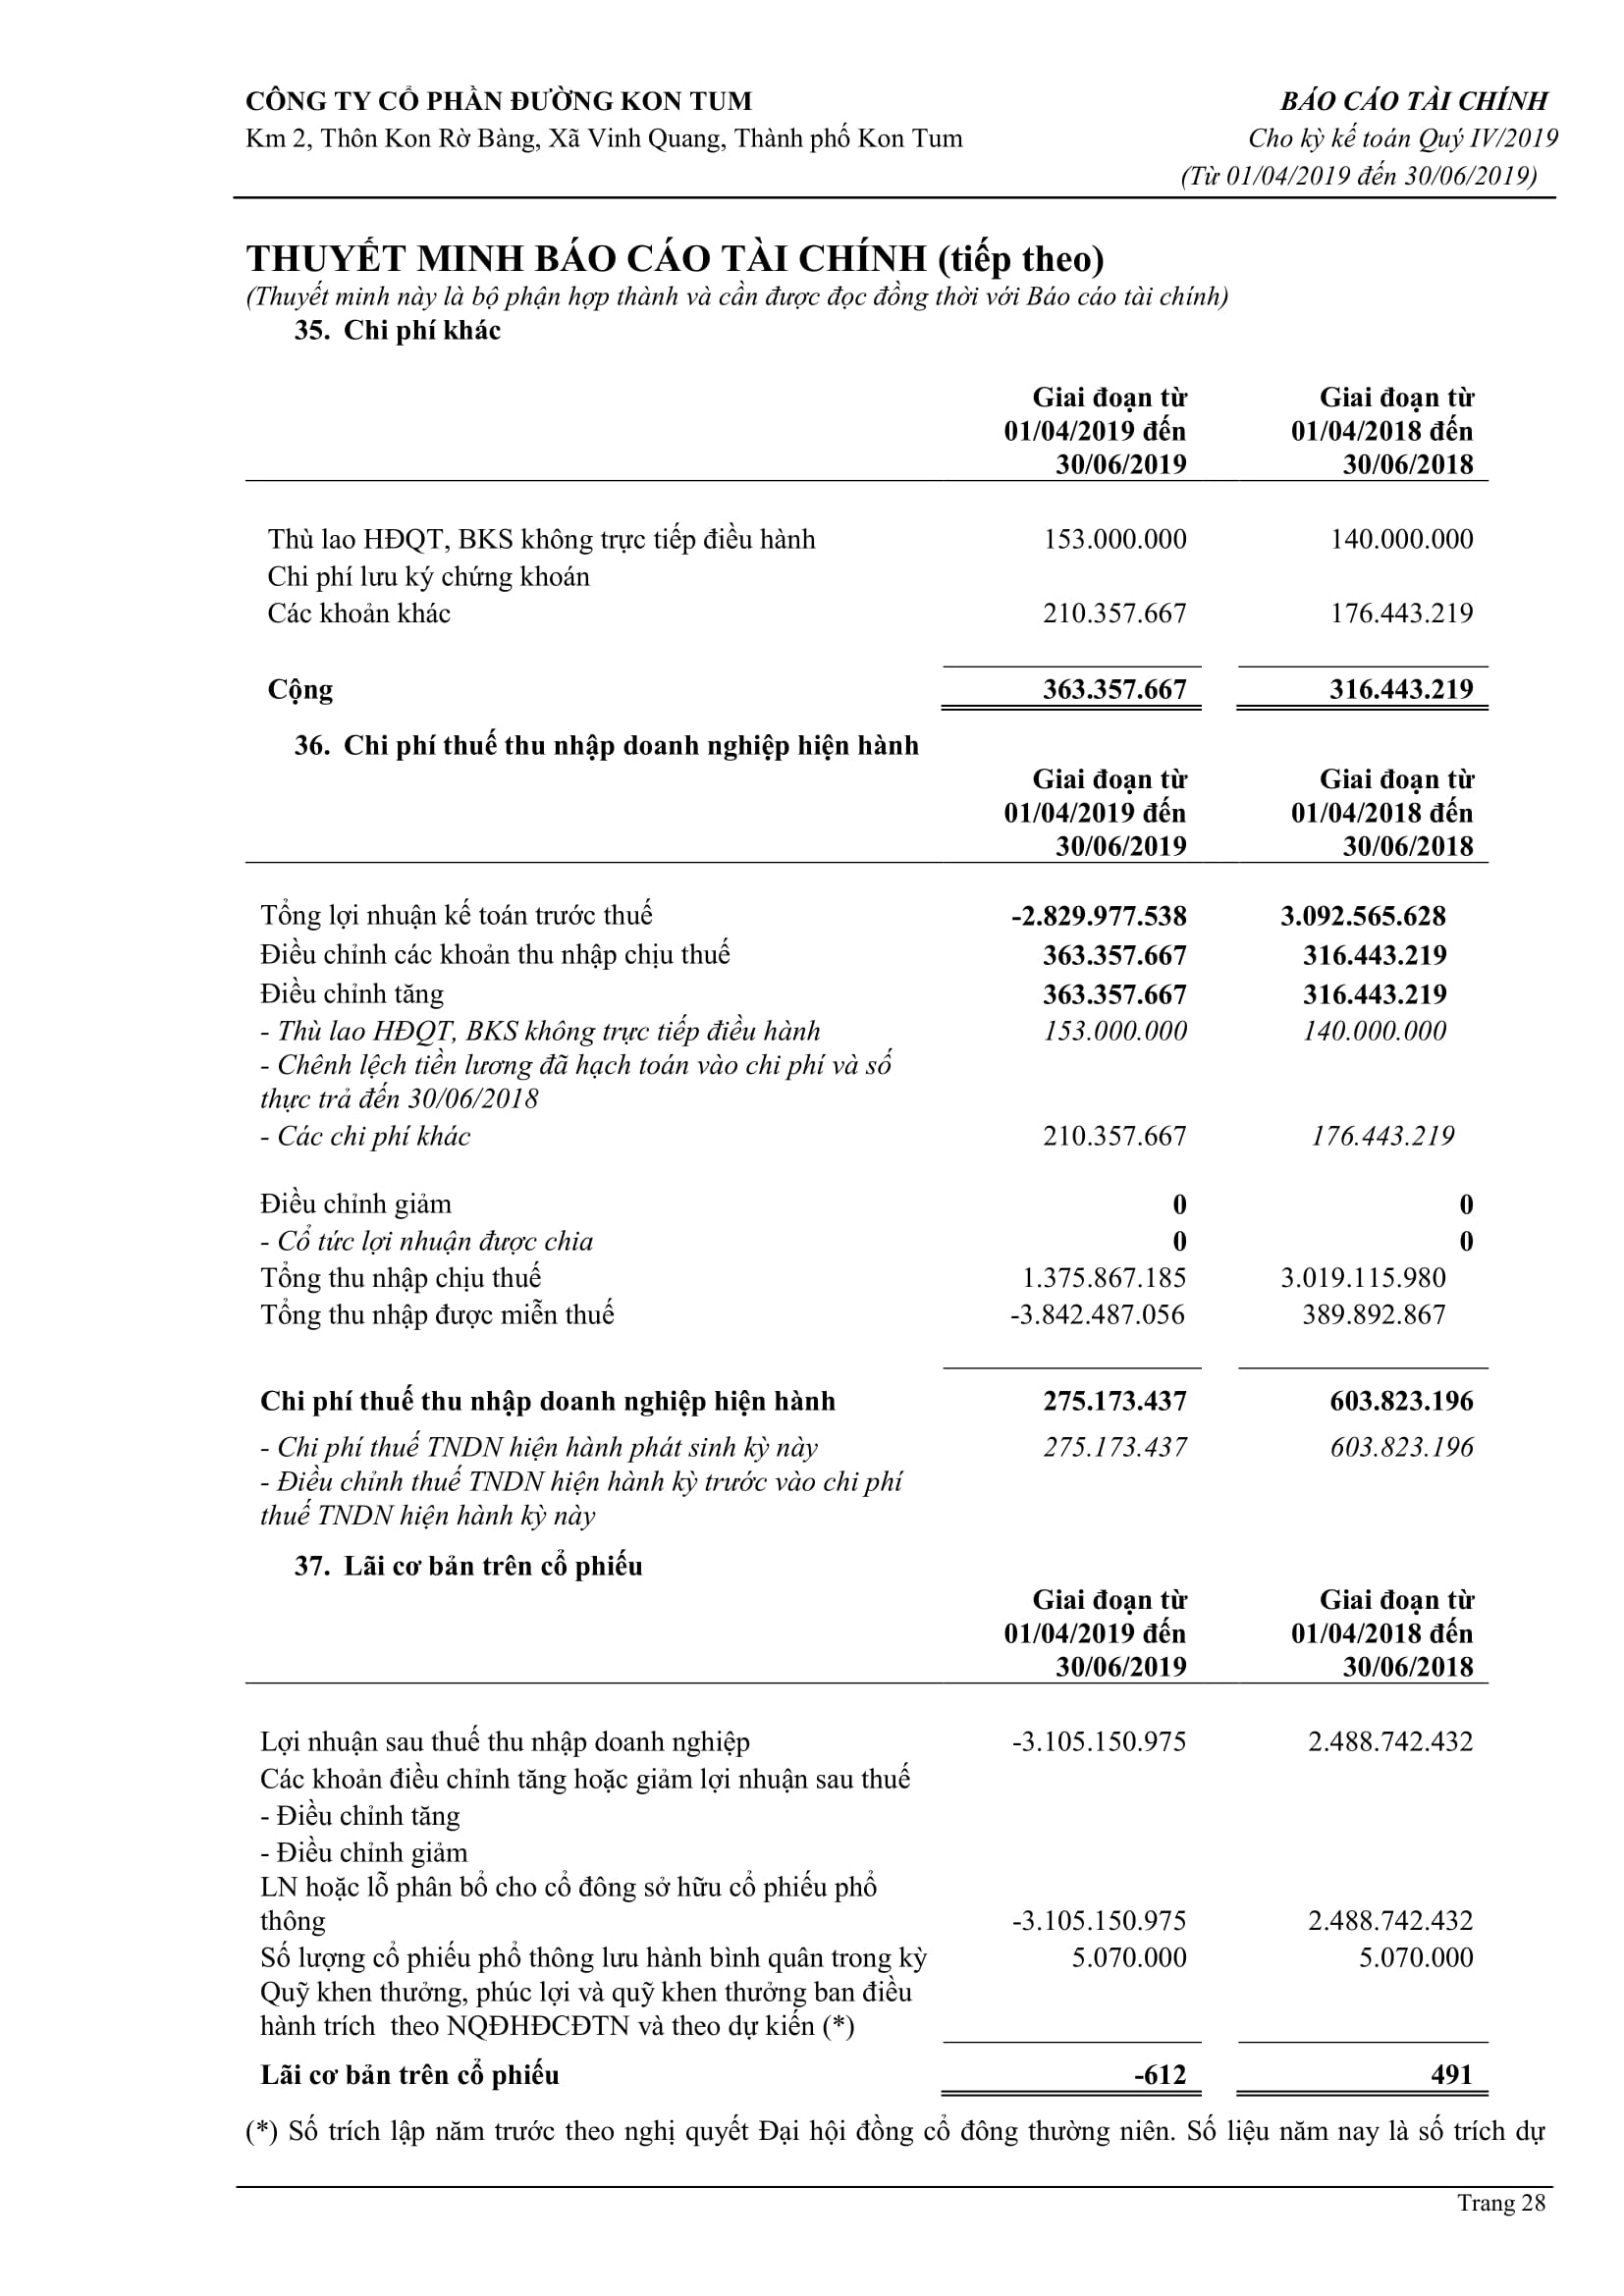 CÔNG TY CỔ PHẦN ĐƯỜNG KON TUM BÁO CÁO TÀI CHÍNH
Km 2, Thôn Kon Rờ Bàng, Xã Vinh Quang, Thành phố Kon Tum Cho kỳ kế toán Quý IV/2019
(Từ 01/04/2019 đến 30/06/2019)
THUYẾT MINH BÁO CÁO TÀI CHÍNH (tiếp theo)
(Thuyết minh này là bộ phận hợp thành và cần được đọc đồng thời với Báo cáo tài chính)
35. Chi phí khác
Giai đoạn từ Giai đoạn từ
01/04/2019 đến 01/04/2018 đến
30/06/2019 30/06/2018
Thù lao HĐQT, BKS không trực tiếp điều hành 153.000.000 140.000.000
Chi phí lưu ký chứng khoán
Các khoản khác 210.357.667 176.443.219
Cộng 363.357.667 316.443.219
36. Chi phí thuế thu nhập doanh nghiệp hiện hành
Giai đoạn từ Giai đoạn từ
01/04/2019 đến 01/04/2018 đến
30/06/2019 30/06/2018
Tổng lợi nhuận kế toán trước thuế -2.829.977.538 3.092.565.628
Điều chỉnh các khoản thu nhập chịu thuế 363.357.667 316.443.219
Điều chỉnh tăng 363.357.667 316.443.219
- Thù lao HĐQT, BKS không trực tiếp điều hành 153.000.000 140.000.000
- Chênh lệch tiền lương đã hạch toán vào chi phí và số
thực trả đến 30/06/2018
- Các chi phí khác 210.357.667 176.443.219
Điều chỉnh giảm 0 0
- Cổ tức lợi nhuận được chia 0 0
Tổng thu nhập chịu thuế 1.375.867.185 3.019.115.980
Tổng thu nhập được miễn thuế -3.842.487.056 389.892.867
Chi phí thuế thu nhập doanh nghiệp hiện hành 275.173.437 603.823.196
- Chi phí thuế TNDN hiện hành phát sinh kỳ này 275.173.437 603.823.196
- Điều chỉnh thuế TNDN hiện hành kỳ trước vào chi phí
thuế TNDN hiện hành kỳ này
37. Lãi cơ bản trên cổ phiếu
Giai đoạn từ Giai đoạn từ
01/04/2019 đến 01/04/2018 đến
30/06/2019 30/06/2018
Lợi nhuận sau thuế thu nhập doanh nghiệp -3.105.150.975 2.488.742.432
Các khoản điều chỉnh tăng hoặc giảm lợi nhuận sau thuế
- Điều chỉnh tăng
- Điều chỉnh giảm
LN hoặc lỗ phân bổ cho cổ đông sở hữu cổ phiếu phổ
thông -3.105.150.975 2.488.742.432
Số lượng cổ phiếu phổ thông lưu hành bình quân trong kỳ 5.070.000 5.070.000
Quỹ khen thưởng, phúc lợi và quỹ khen thưởng ban điều
hành trích theo NQĐHĐCĐTN và theo dự kiến (*)
Lãi cơ bản trên cổ phiếu -612 491
(*) Số trích lập năm trước theo nghị quyết Đại hội đồng cổ đông thường niên. Số liệu năm nay là số trích dự
Trang 28